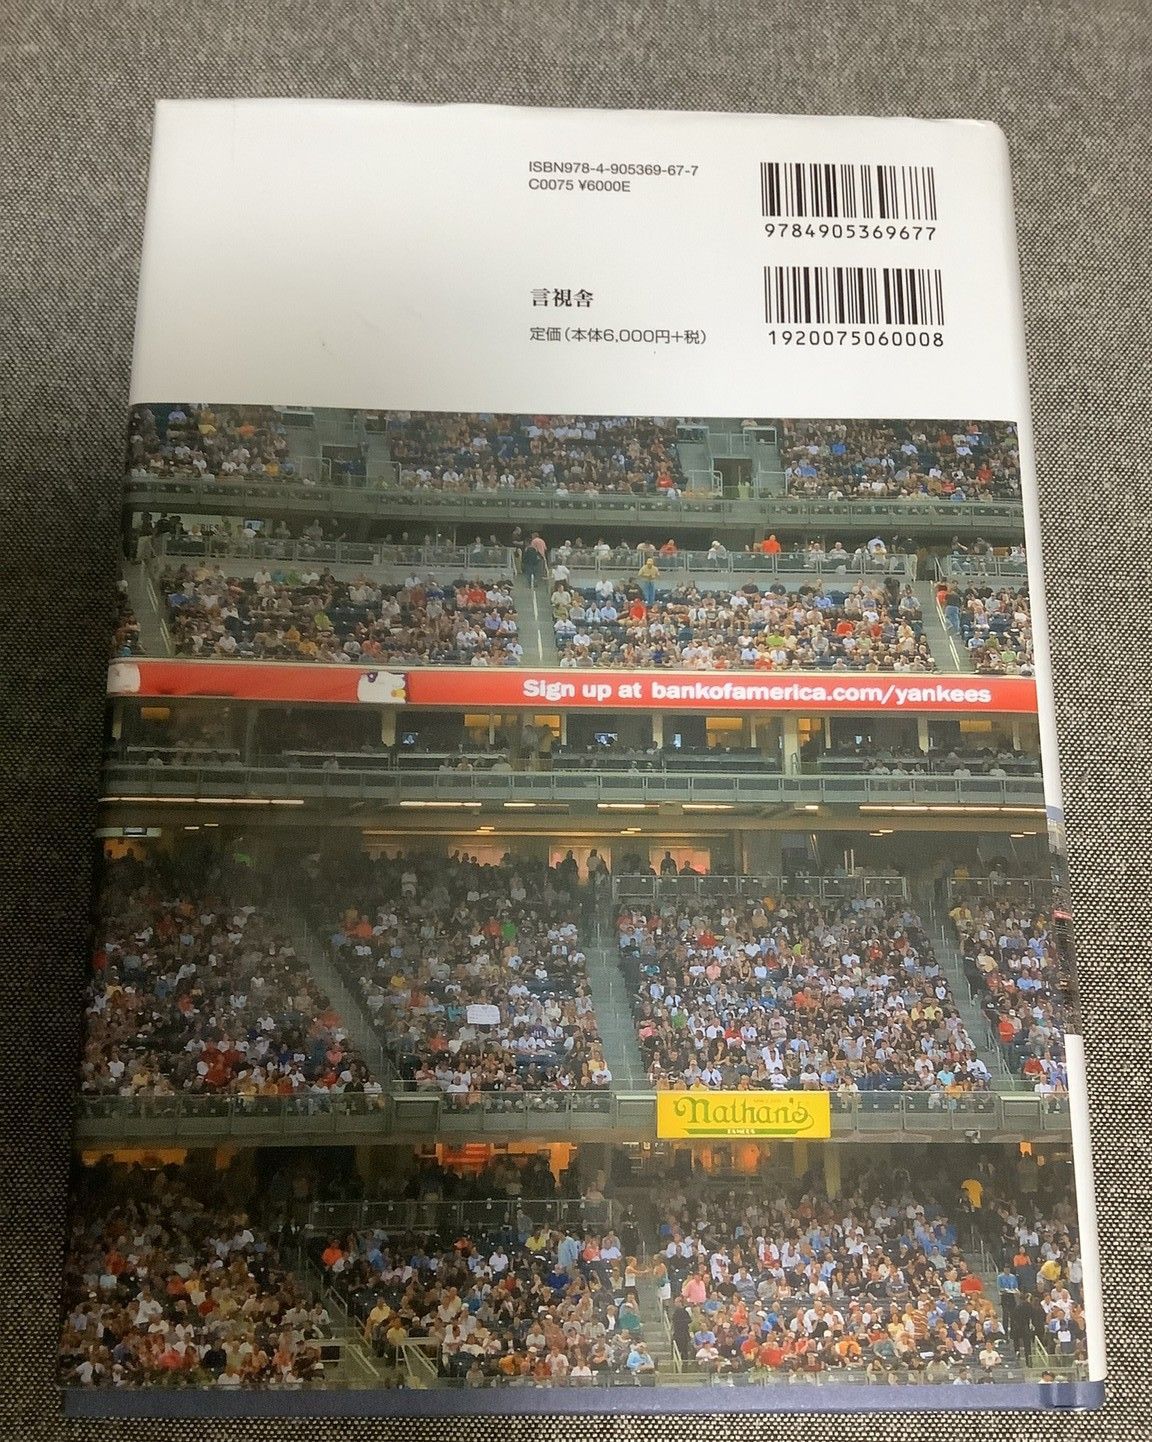 ISBN978-4-905369-67-7
C0075 ¥6000E
9784905369677
言視舎
定価(本体6,000円+税)
1920075060008
Sign up at bankofamerica.com/yankees
Nathan's
FAMOUS